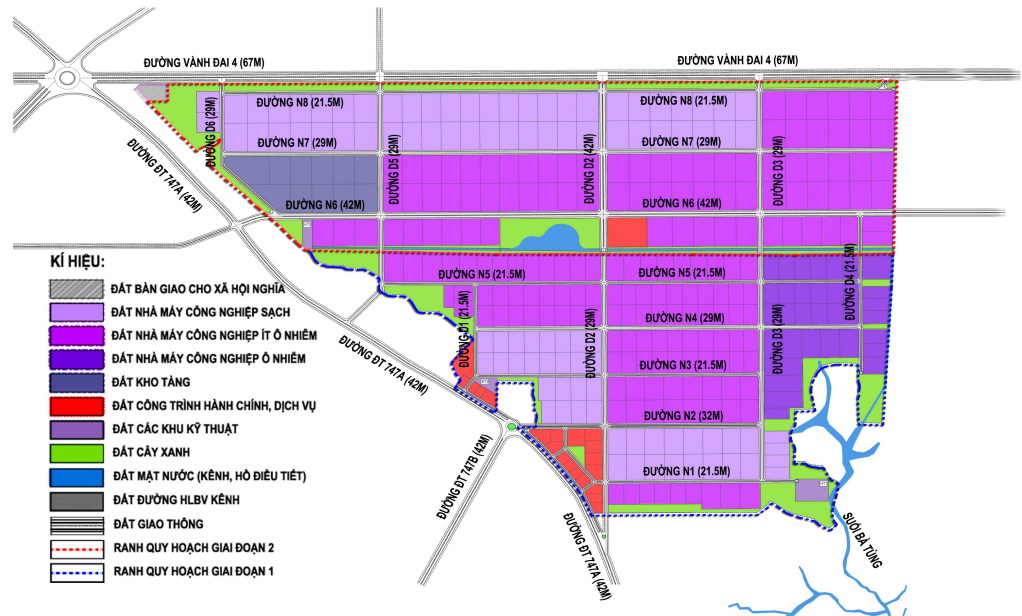 ĐƯỜNG VÀNH ĐAI 4 (67M)
ĐƯỜNG VÀNH ĐAI 4 (67M)
ĐƯỜNG N8 (21.5M)
ĐƯỜNG N8 (21.5M)
ĐƯỜNG D6 (29M)
ĐƯỜNG N7 (29M)
ĐƯỜNG N7 (29M)
ĐƯỜNG D5 (29M)
ĐƯỜNG D2 (42M)
ĐƯỜNG D3 (29M)
ĐƯỜNG ĐT 747A (42M)
ĐƯỜNG N6 (42M)
ĐƯỜNG N6 (42M)
ĐƯỜNG N5 (21.5M)
ĐƯỜNG N5 (21.5M)
ĐƯỜNG D4 (21.5M)
ĐƯỜNG D1 (21.5M)
ĐƯỜNG N4 (29M)
ĐƯỜNG D2 (29M)
ĐƯỜNG D3 (29M)
ĐƯỜNG ĐT 747A (42M)
ĐƯỜNG N3 (21.5M)
ĐƯỜNG N2 (32M)
ĐƯỜNG ĐT 747B (42M)
ĐƯỜNG N1 (21.5M)
ĐƯỜNG ĐT 747A (42M)
SUỐI BÀ TÙNG
KÍ HIỆU:
ĐẤT BÀN GIAO CHO XÃ HỘI NGHĨA
ĐẤT NHÀ MÁY CÔNG NGHIỆP SẠCH
ĐẤT NHÀ MÁY CÔNG NGHIỆP ÍT Ô NHIỄM
ĐẤT NHÀ MÁY CÔNG NGHIỆP Ô NHIỄM
ĐẤT KHO TÀNG
ĐẤT CÔNG TRÌNH HÀNH CHÍNH, DỊCH VỤ
ĐẤT CÁC KHU KỸ THUẬT
ĐẤT CÂY XANH
ĐẤT MẶT NƯỚC (KÊNH, HỒ ĐIỀU TIẾT)
ĐẤT ĐƯỜNG HLBV KÊNH
ĐẤT GIAO THÔNG
RANH QUY HOẠCH GIAI ĐOẠN 2
RANH QUY HOẠCH GIAI ĐOẠN 1